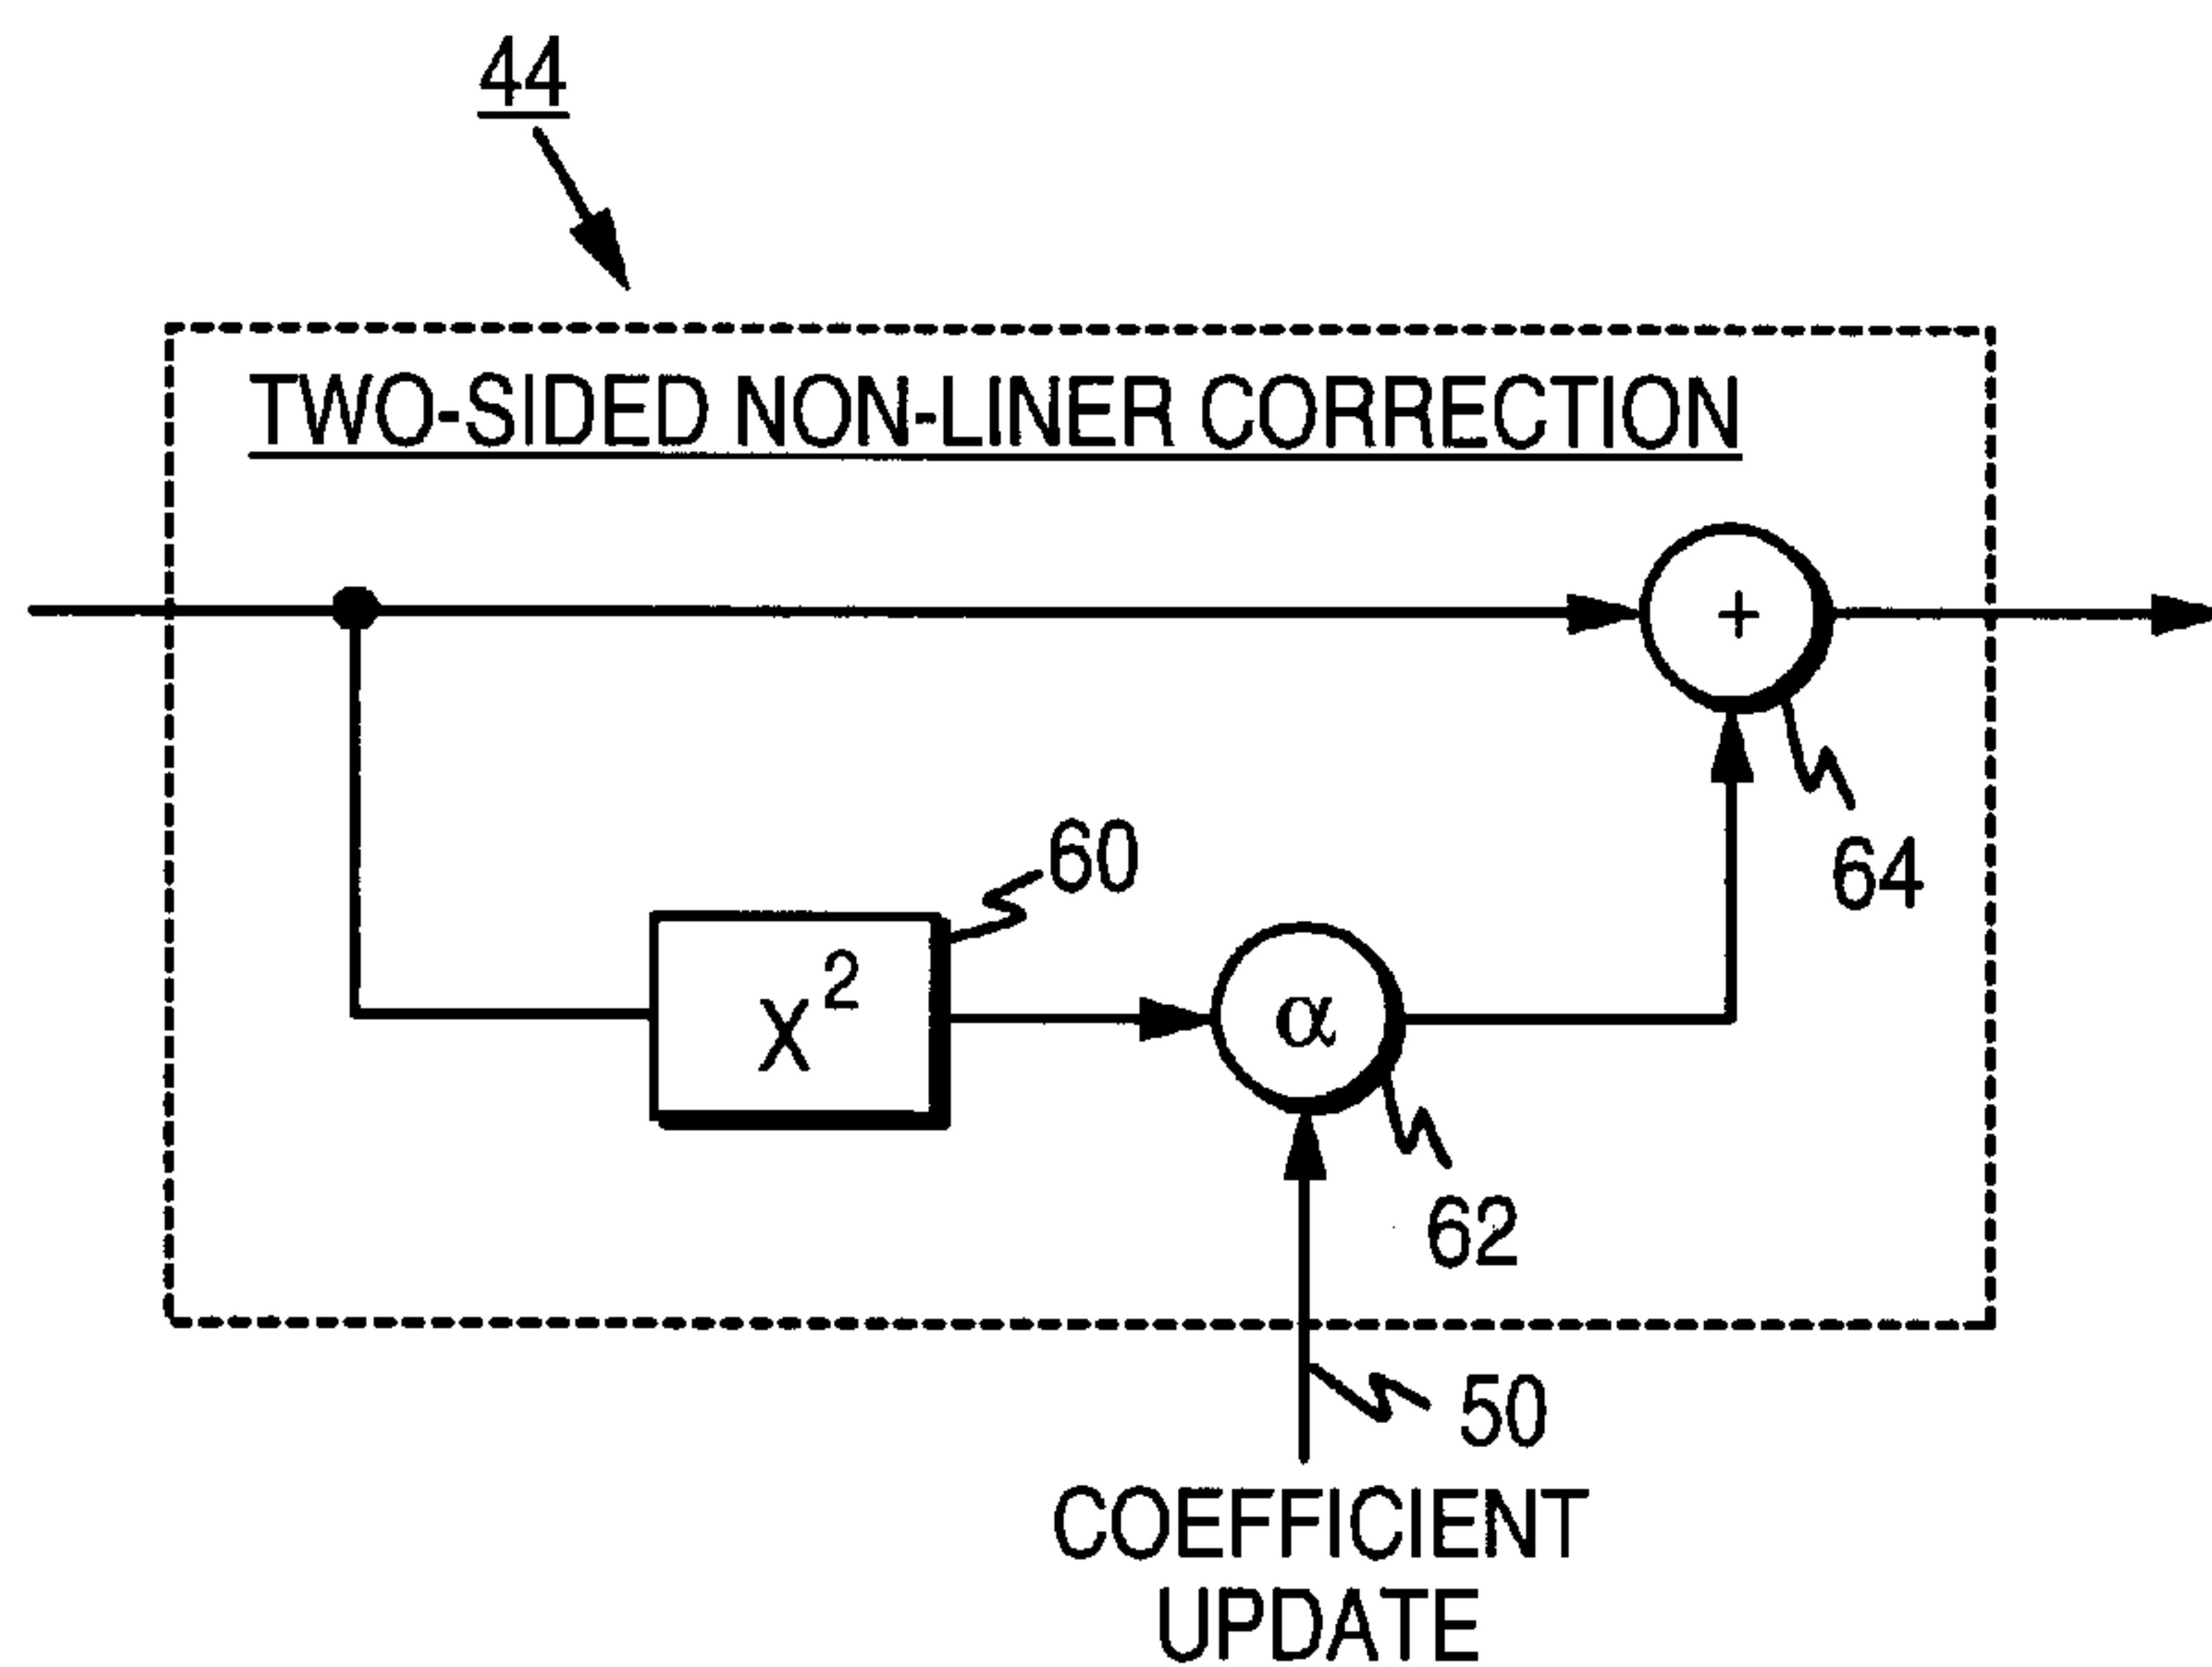 44
TWO-SIDED NON-LINER CORRECTION
+
60
64
X²
α
62
50
COEFFICIENT
UPDATE